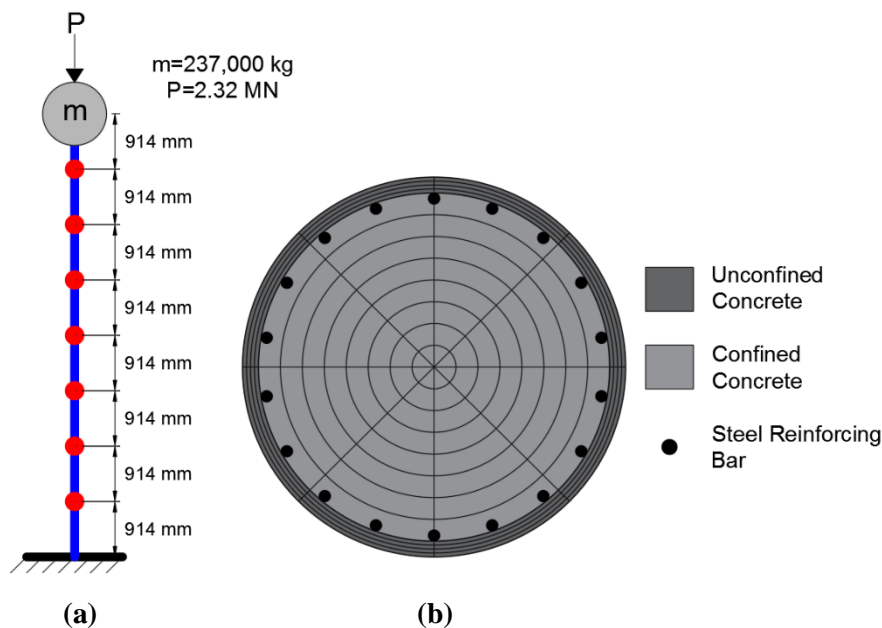 P
m=237,000 kg
P=2.32 MN
m
914 mm
914 mm
914 mm
914 mm
914 mm
914 mm
914 mm
914 mm
Unconfined
Concrete
Confined
Concrete
Steel Reinforcing
Bar
(a)
(b)